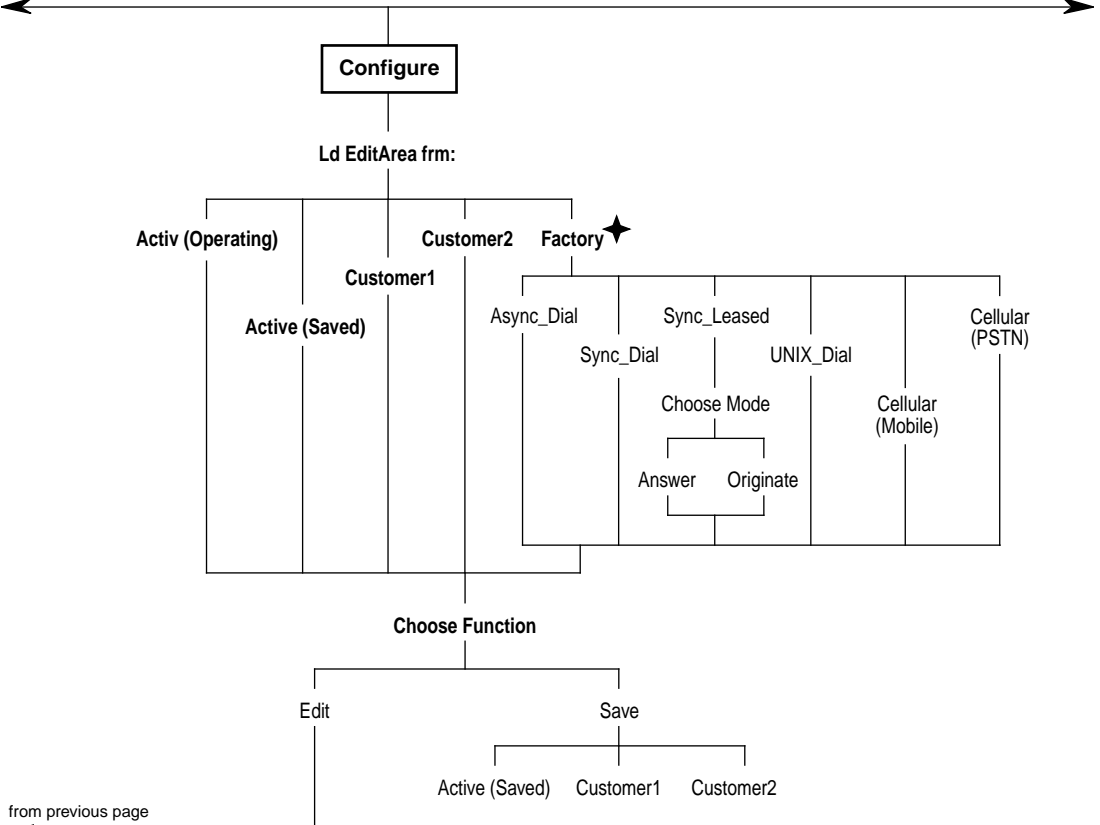 Configure
Ld EditArea frm:
Activ (Operating)
Customer2
Factory
Customer1
Active (Saved)
Async_Dial
Sync_Leased
Cellular
(PSTN)
Sync_Dial
UNIX_Dial
Choose Mode
Cellular
(Mobile)
Answer
Originate
Choose Function
Edit
Save
Active (Saved)
Customer1
Customer2
from previous page